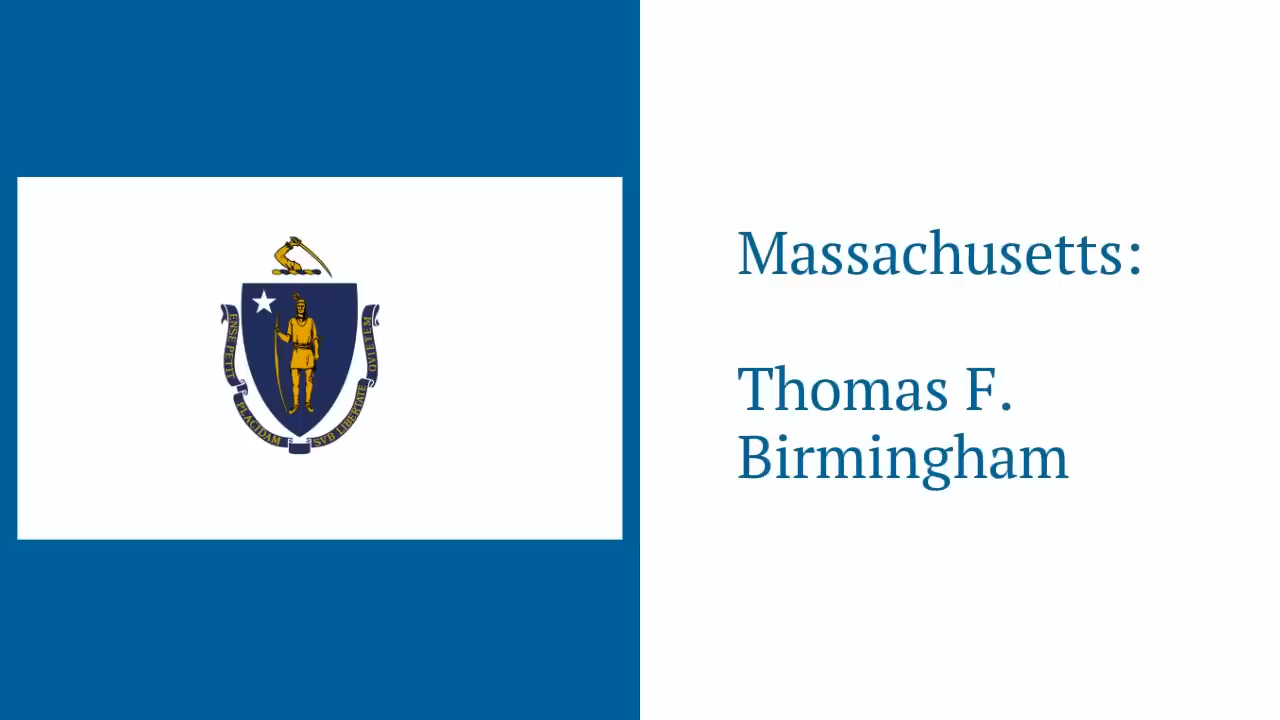 ENSE PETIT
PLACIDAM
SVB LIBERTATE
QVIETEM
Massachusetts:
Thomas F.
Birmingham